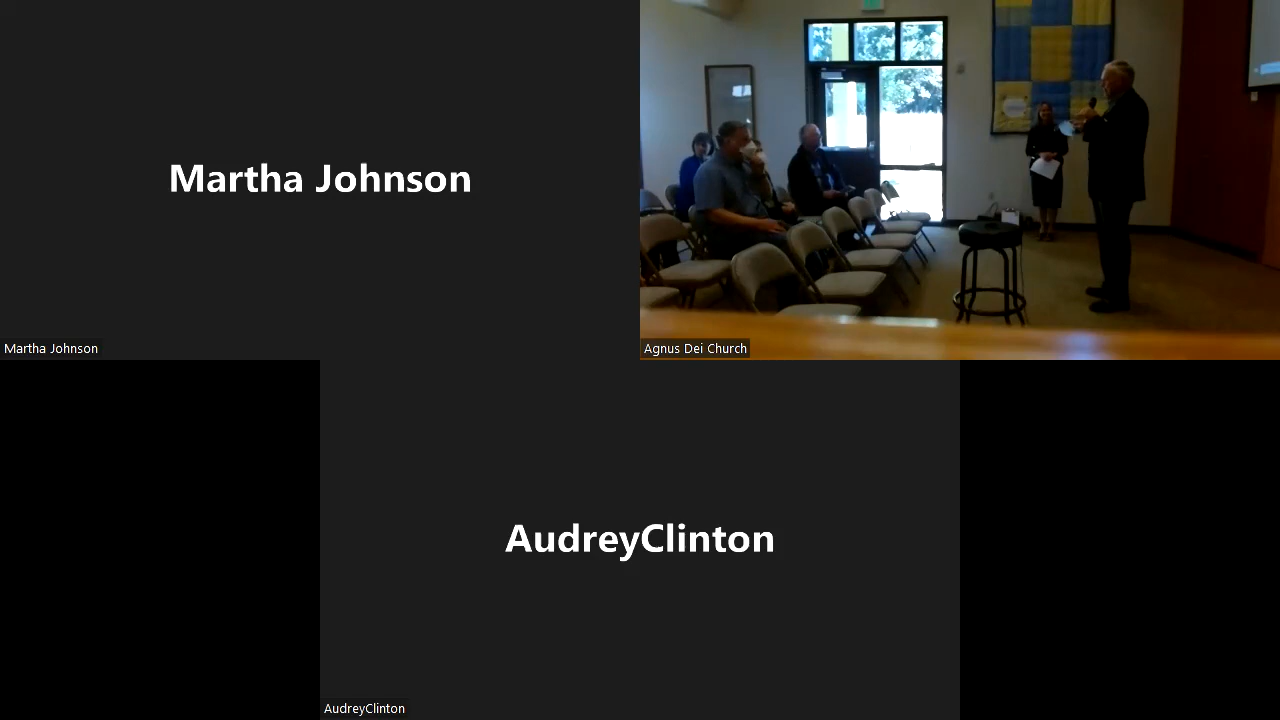 Martha Johnson
Martha Johnson
Agnus Dei Church
AudreyClinton
AudreyClinton